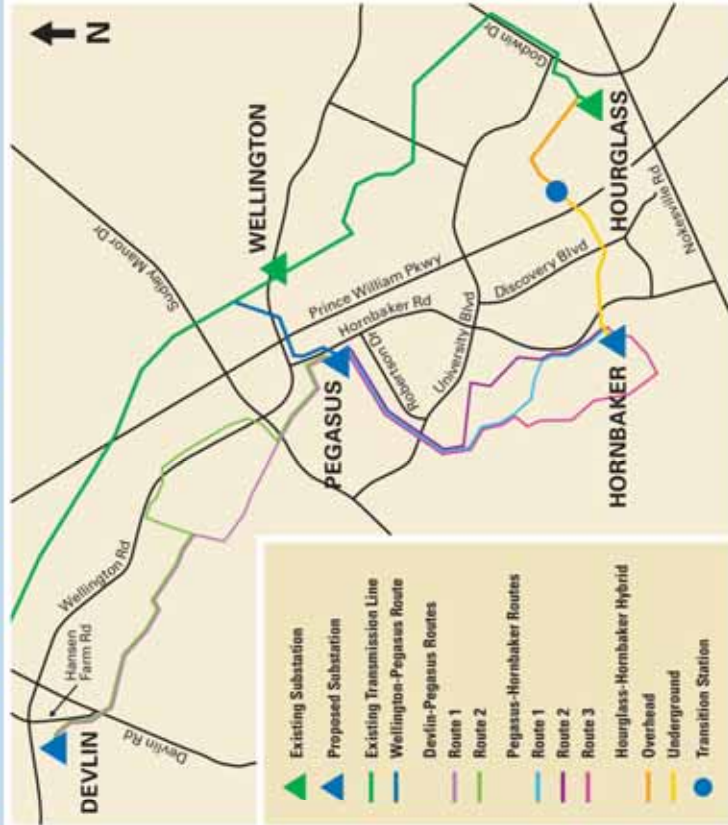 N
Sudley Manor Dr
Godwin Dr
WELLINGTON
HOURGLASS
Nokesville Rd
Prince William Pkwy
Hornbaker Rd
Discovery Blvd
Robertson Dr
University Blvd
PEGASUS
HORNBAKER
Wellington Rd
Hansen
Farm Rd
DEVLIN
Devlin Rd
Existing Substation
Proposed Substation
Existing Transmission Line
Wellington-Pegasus Route
Devlin-Pegasus Routes
Route 1
Route 2
Pegasus-Hornbaker Routes
Route 1
Route 2
Route 3
Hourglass-Hornbaker Hybrid
Overhead
Underground
Transition Station